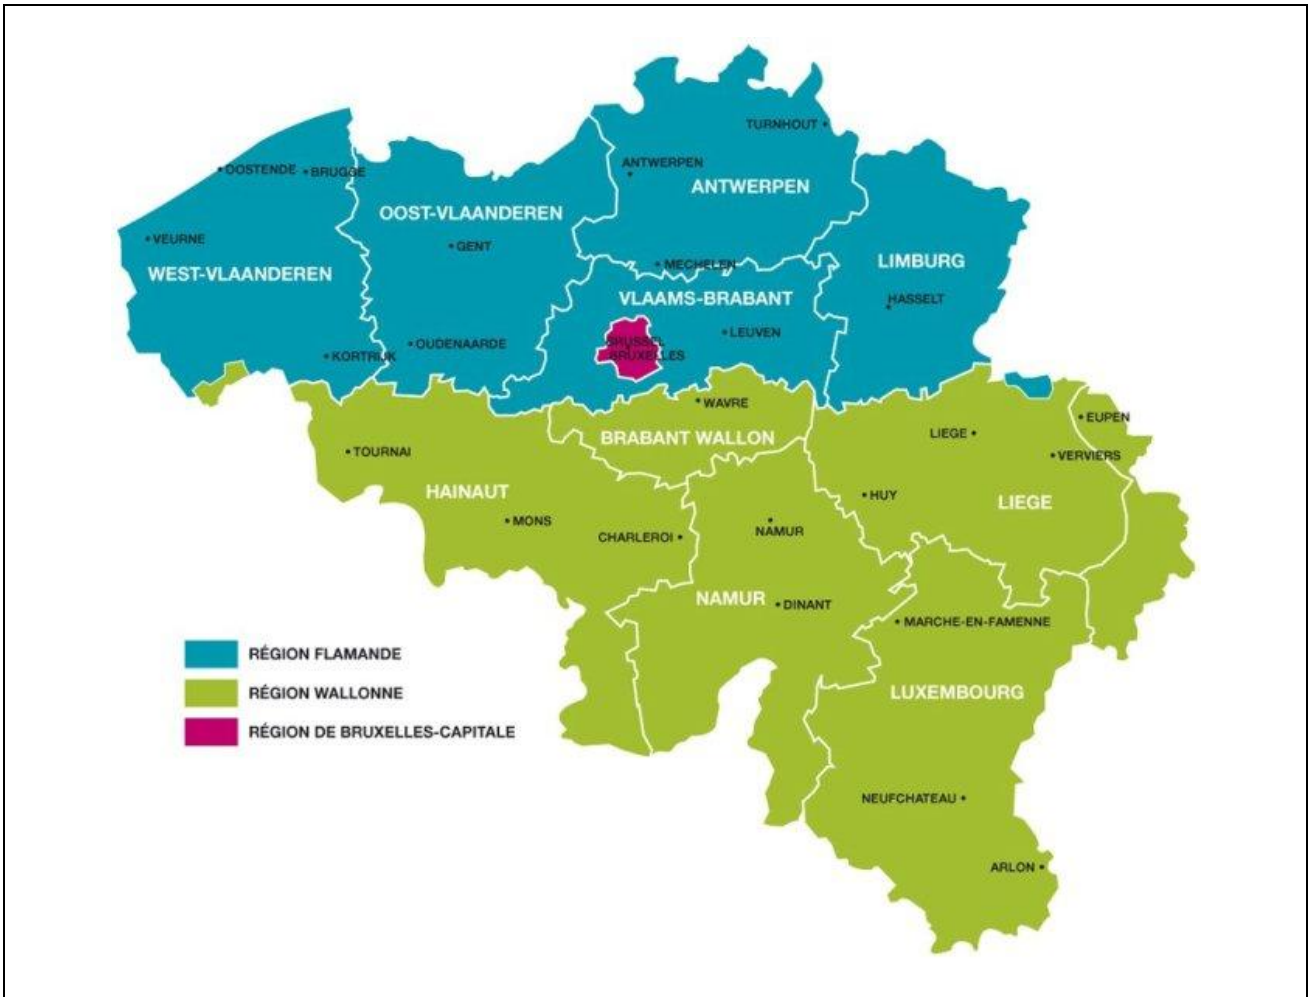 TURNHOUT
ANTWERPEN
ANTWERPEN
OOSTENDE
BRUGGE
OOST-VLAANDEREN
VEURNE
GENT
WEST-VLAANDEREN
MECHELEN
LIMBURG
VLAAMS-BRABANT
HASSELT
LEUVEN
BRUSSEL
BRUXELLES
OUDENAARDE
KORTRIJK
WAVRE
BRABANT WALLON
EUPEN
LIEGE
VERVIERS
TOURNAI
HAINAUT
HUY
LIEGE
MONS
CHARLEROI
NAMUR
NAMUR
DINANT
MARCHE-EN-FAMENNE
LUXEMBOURG
NEUFCHATEAU
ARLON
RÉGION FLAMANDE
RÉGION WALLONNE
RÉGION DE BRUXELLES-CAPITALE